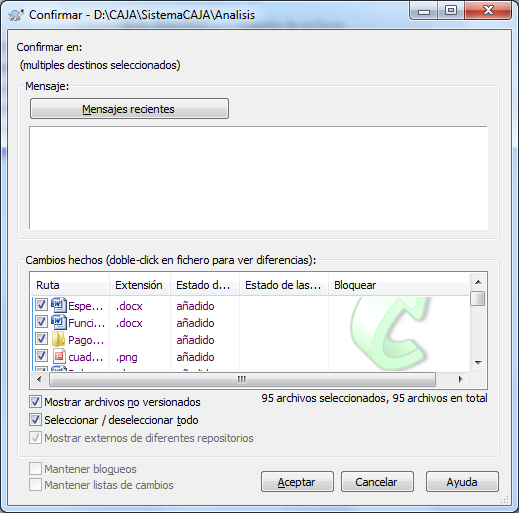 Confirmar - D:\CAJA\SistemaCAJA\Analisis
Confirmar en:
(multiples destinos seleccionados)
Mensaje:
Mensajes recientes
Cambios hechos (doble-click en fichero para ver diferencias):
Ruta Extensión Estado d... Estado de las... Bloquear
Espe... .docx añadido
Funci... .docx añadido
Pago... añadido
cuad... .png añadido
95 archivos seleccionados, 95 archivos en total
Mostrar archivos no versionados
Seleccionar / deseleccionar todo
Mostrar externos de diferentes repositorios
Mantener bloqueos
Mantener listas de cambios
Aceptar Cancelar Ayuda